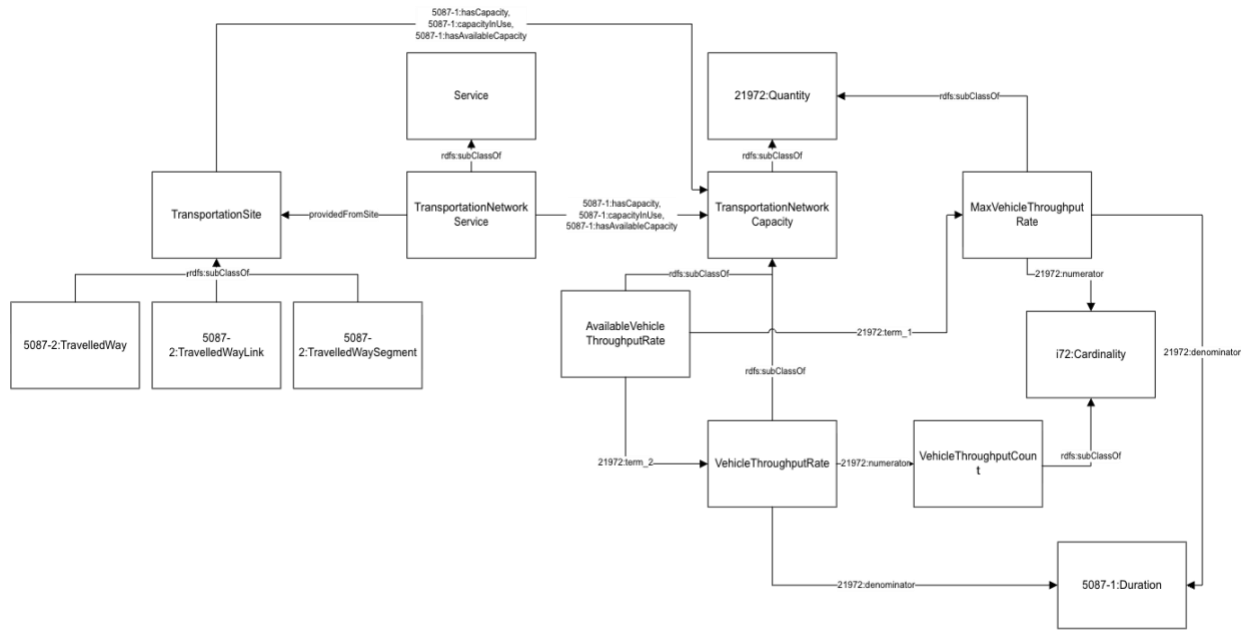 5087-1:hasCapacity,
5087-1:capacityInUse,
5087-1:hasAvailableCapacity
Service
21972:Quantity
rdfs:subClassOf
rdfs:subClassOf
rdfs:subClassOf
TransportationSite
providedFromSite
TransportationNetwork
Service
5087-1:hasCapacity,
5087-1:capacityInUse,
5087-1:hasAvailableCapacity
TransportationNetwork
Capacity
MaxVehicleThroughput
Rate
rrdfs:subClassOf
rdfs:subClassOf
21972:numerator
5087-2:TravelledWay
5087-
2:TravelledWayLink
5087-
2:TravelledWaySegment
AvailableVehicle
ThroughputRate
21972:term_1
i72:Cardinality
21972:denominator
rdfs:subClassOf
21972:term_2
VehicleThroughputRate
21972:numerator
VehicleThroughputCoun
t
rdfs:subClassOf
21972:denominator
5087-1:Duration